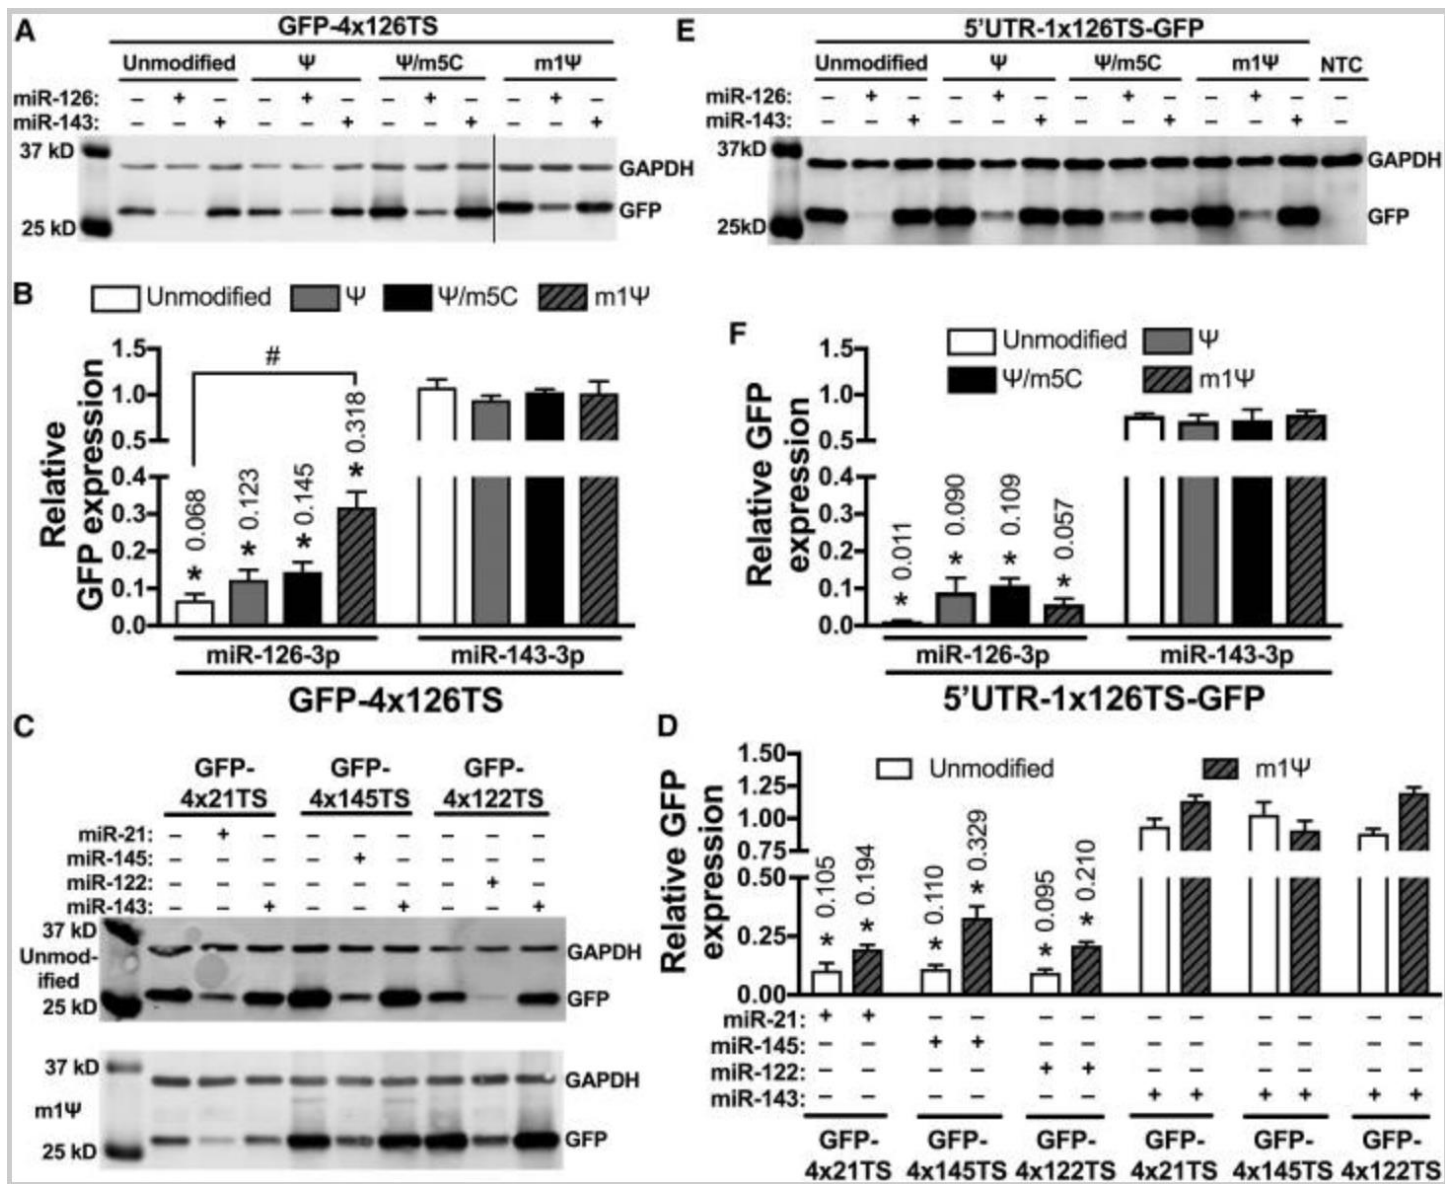 A
GFP-4x126TS
Unmodified Ψ Ψ/m5C m1Ψ
miR-126: – + – – + – – + – – + –
miR-143: – – + – – + – – + – – +
37 kD
GAPDH
GFP
25 kD
E
5’UTR-1x126TS-GFP
Unmodified Ψ Ψ/m5C m1Ψ NTC
miR-126: – + – – + – – + – – + – –
miR-143: – – + – – + – – + – – + –
37kD
GAPDH
GFP
25kD
B
Unmodified Ψ Ψ/m5C m1Ψ
Relative
GFP expression
1.5
1.0
0.5
0.4
0.3
0.2
0.1
0.0
#
* 0.068
* 0.123
* 0.145
* 0.318
miR-126-3p miR-143-3p
GFP-4x126TS
F
Unmodified Ψ
Ψ/m5C m1Ψ
Relative GFP
expression
1.5
1.0
0.5
0.4
0.3
0.2
0.1
0.0
* 0.011
* 0.090
* 0.109
* 0.057
miR-126-3p miR-143-3p
5’UTR-1x126TS-GFP
C
GFP- GFP- GFP-
4x21TS 4x145TS 4x122TS
miR-21: – + – – – – – – –
miR-145: – – – – + – – – –
miR-122: – – – – – – – + –
miR-143: – – + – – + – – +
37 kD
Unmod-
ified
25 kD
GAPDH
GFP
37 kD
m1Ψ
25 kD
GAPDH
GFP
D
Unmodified m1Ψ
Relative GFP
expression
1.50
1.25
1.00
0.75
0.50
0.25
0.00
* 0.105
* 0.194
* 0.110
* 0.329
* 0.095
* 0.210
miR-21: + + – – – – – – – – – –
miR-145: – – + + – – – – – – – –
miR-122: – – – – + + – – – – – –
miR-143: – – – – – – + + + + + +
GFP- GFP- GFP- GFP- GFP- GFP-
4x21TS 4x145TS 4x122TS 4x21TS 4x145TS 4x122TS